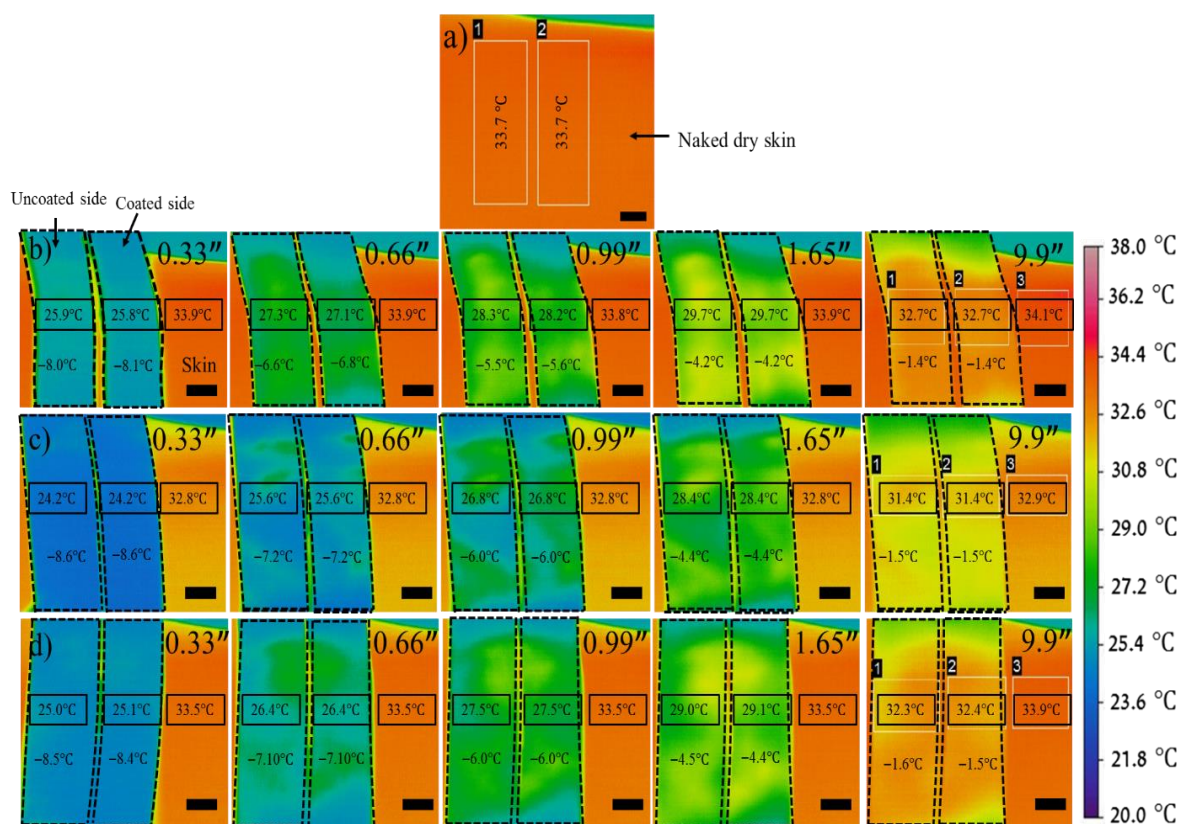 a)
1
2
33.7 °C
33.7 °C
Naked dry skin
Uncoated side
Coated side
b)
0.33″
0.66″
0.99″
1.65″
9.9″
1
2
3
25.9°C
25.8°C
33.9°C
27.3°C
27.1°C
33.9°C
28.3°C
28.2°C
33.8°C
29.7°C
29.7°C
33.9°C
32.7°C
32.7°C
34.1°C
−8.0°C
−8.1°C
Skin
−6.6°C
−6.8°C
−5.5°C
−5.6°C
−4.2°C
−4.2°C
−1.4°C
−1.4°C
c)
0.33″
0.66″
0.99″
1.65″
9.9″
1
2
3
24.2°C
24.2°C
32.8°C
25.6°C
25.6°C
32.8°C
26.8°C
26.8°C
32.8°C
28.4°C
28.4°C
32.8°C
31.4°C
31.4°C
32.9°C
−8.6°C
−8.6°C
−7.2°C
−7.2°C
−6.0°C
−6.0°C
−4.4°C
−4.4°C
−1.5°C
−1.5°C
d)
0.33″
0.66″
0.99″
1.65″
9.9″
1
2
3
25.0°C
25.1°C
33.5°C
26.4°C
26.4°C
33.5°C
27.5°C
27.5°C
33.5°C
29.0°C
29.1°C
33.5°C
32.3°C
32.4°C
33.9°C
−8.5°C
−8.4°C
−7.10°C
−7.10°C
−6.0°C
−6.0°C
−4.5°C
−4.4°C
−1.6°C
−1.5°C
38.0 °C
36.2 °C
34.4 °C
32.6 °C
30.8 °C
29.0 °C
27.2 °C
25.4 °C
23.6 °C
21.8 °C
20.0 °C